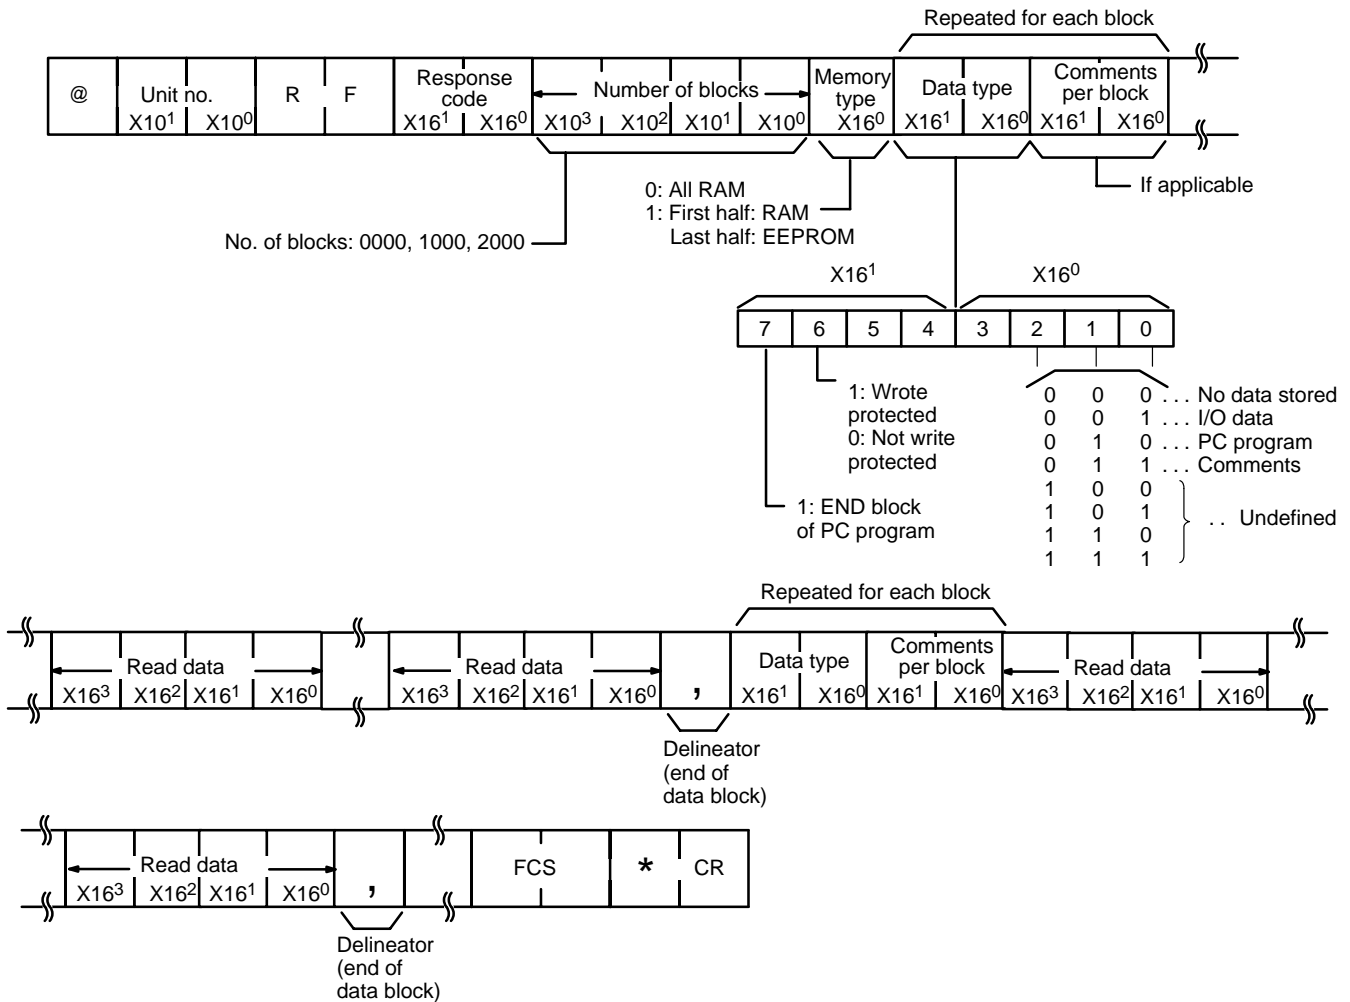 Repeated for each block
@ Unit no. R F Response code Number of blocks Memory type Data type Comments per block
X10¹ X10⁰ X16¹ X16⁰ X10³ X10² X10¹ X10⁰ X16⁰ X16¹ X16⁰ X16¹ X16⁰
If applicable
0: All RAM
1: First half: RAM
Last half: EEPROM
No. of blocks: 0000, 1000, 2000
X16¹ X16⁰
7 6 5 4 3 2 1 0
1: Wrote
protected
0: Not write
protected
1: END block
of PC program
0 0 0 . . . No data stored
0 0 1 . . . I/O data
0 1 0 . . . PC program
0 1 1 . . . Comments
1 0 0
1 0 1
1 1 0
1 1 1
. . Undefined
Repeated for each block
Read data Read data , Data type Comments per block Read data
X16³ X16² X16¹ X16⁰ X16³ X16² X16¹ X16⁰ X16¹ X16⁰ X16¹ X16⁰ X16³ X16² X16¹ X16⁰
Delineator
(end of
data block)
Read data , FCS * CR
X16³ X16² X16¹ X16⁰
Delineator
(end of
data block)